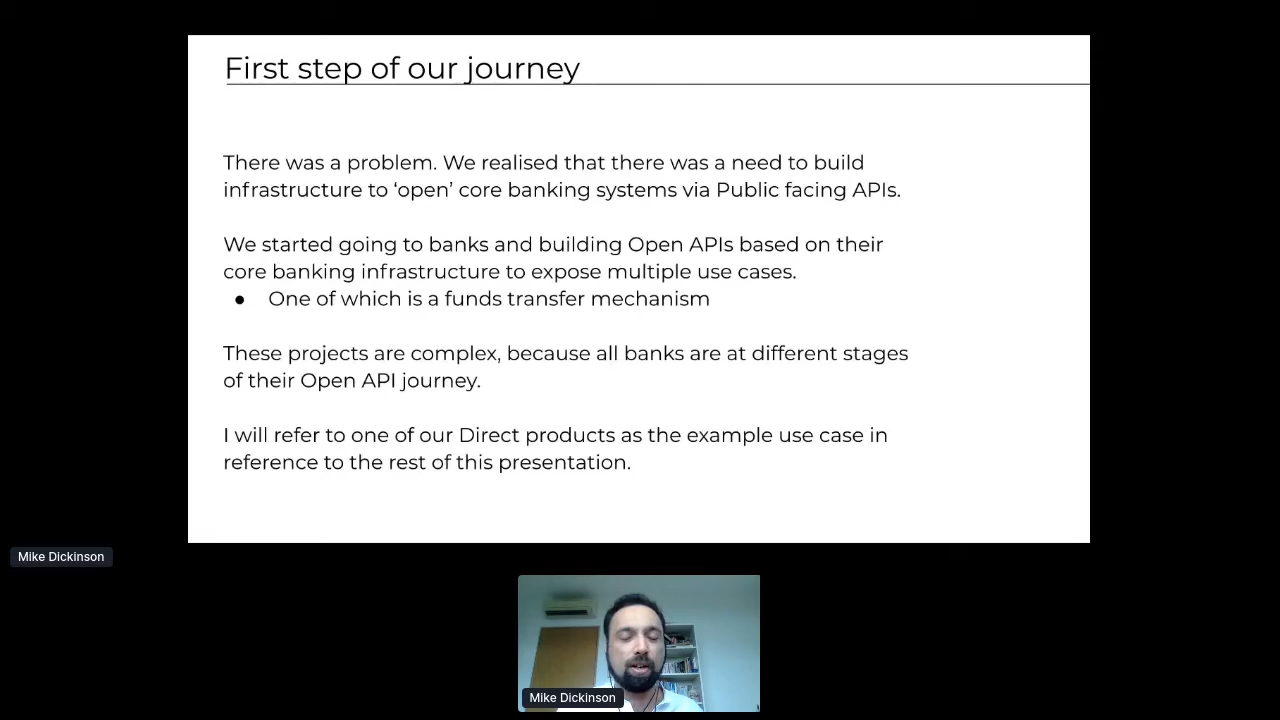 First step of our journey
There was a problem. We realised that there was a need to build
infrastructure to ‘open’ core banking systems via Public facing APIs.
We started going to banks and building Open APIs based on their
core banking infrastructure to expose multiple use cases.
● One of which is a funds transfer mechanism
These projects are complex, because all banks are at different stages
of their Open API journey.
I will refer to one of our Direct products as the example use case in
reference to the rest of this presentation.
Mike Dickinson
Mike Dickinson